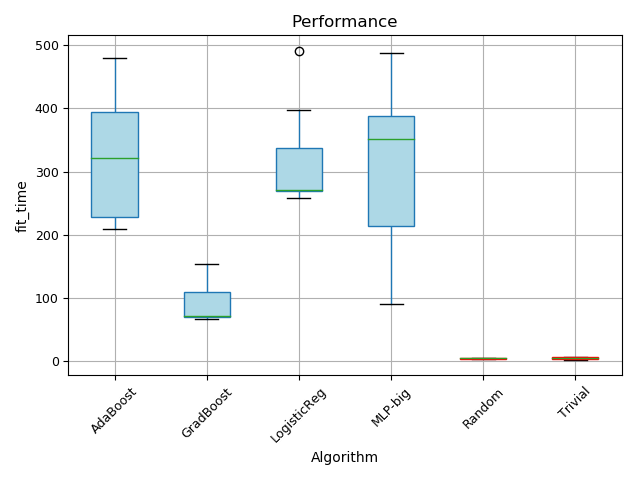 Performance
500
400
300
200
100
0
fit_time
AdaBoost
GradBoost
LogisticReg
MLP-big
Random
Trivial
Algorithm